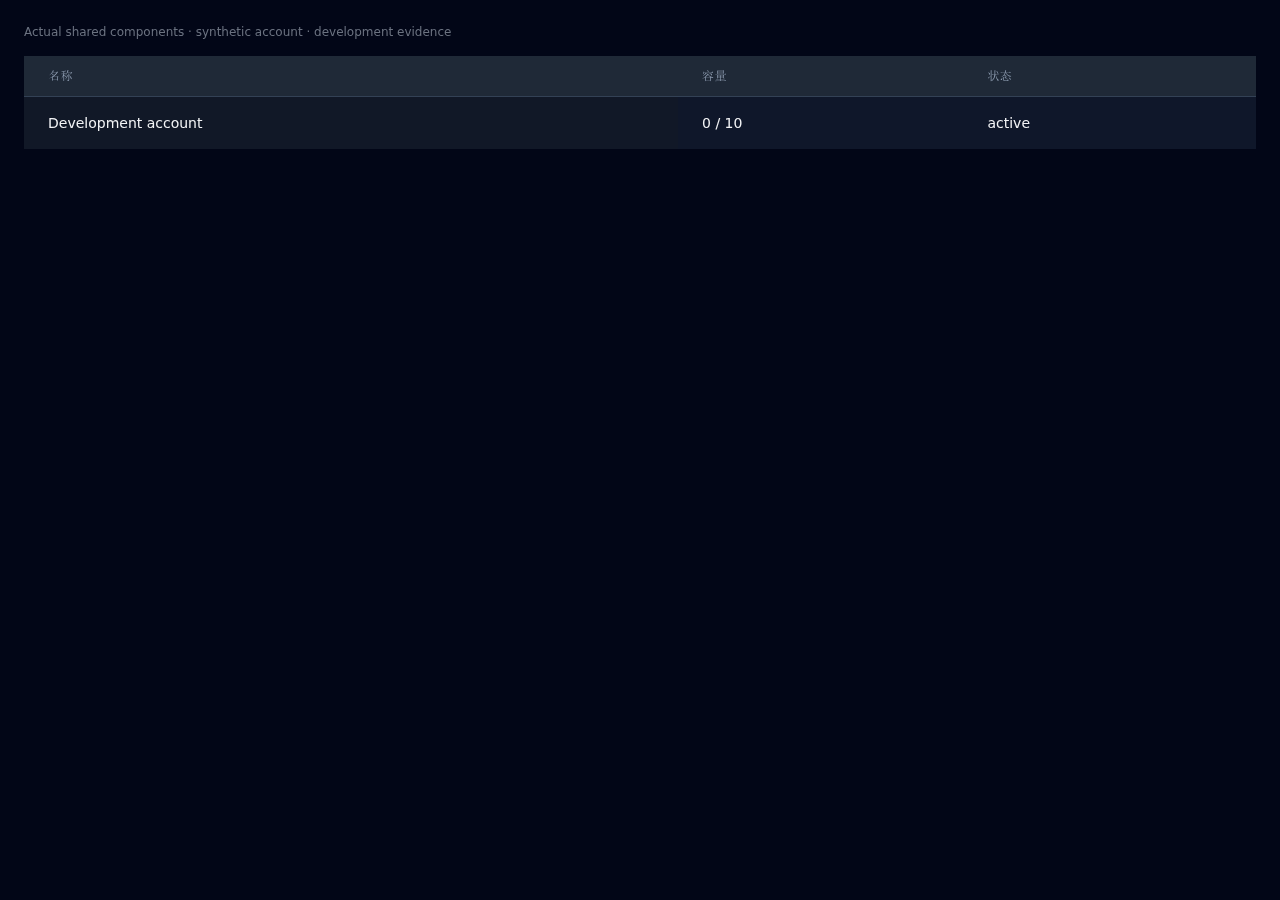 Actual shared components · synthetic account · development evidence
名称 容量 状态
Development account 0 / 10 active